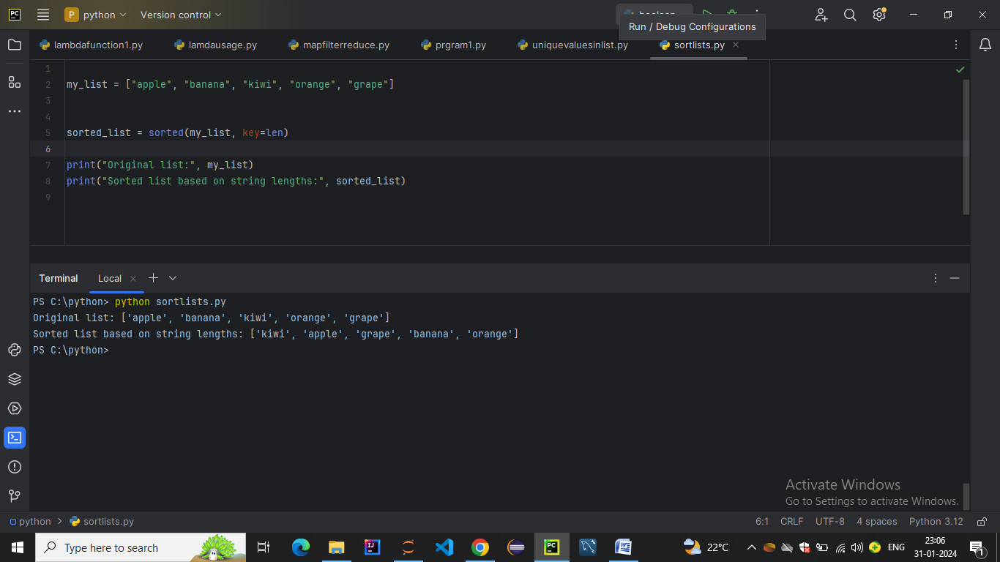 PC P python Version control boolean
Run / Debug Configurations
lambdafunction1.py lamdausage.py mapfilterreduce.py prgram1.py uniquevaluesinlist.py sortlists.py
1
2 my_list = ["apple", "banana", "kiwi", "orange", "grape"]
3
4
5 sorted_list = sorted(my_list, key=len)
6
7 print("Original list:", my_list)
8 print("Sorted list based on string lengths:", sorted_list)
9
Terminal Local
PS C:\python> python sortlists.py
Original list: ['apple', 'banana', 'kiwi', 'orange', 'grape']
Sorted list based on string lengths: ['kiwi', 'apple', 'grape', 'banana', 'orange']
PS C:\python>
Activate Windows
Go to Settings to activate Windows.
python > sortlists.py 6:1 CRLF UTF-8 4 spaces Python 3.12
Type here to search IJ PC W 22°C ENG 23:06
31-01-2024 1